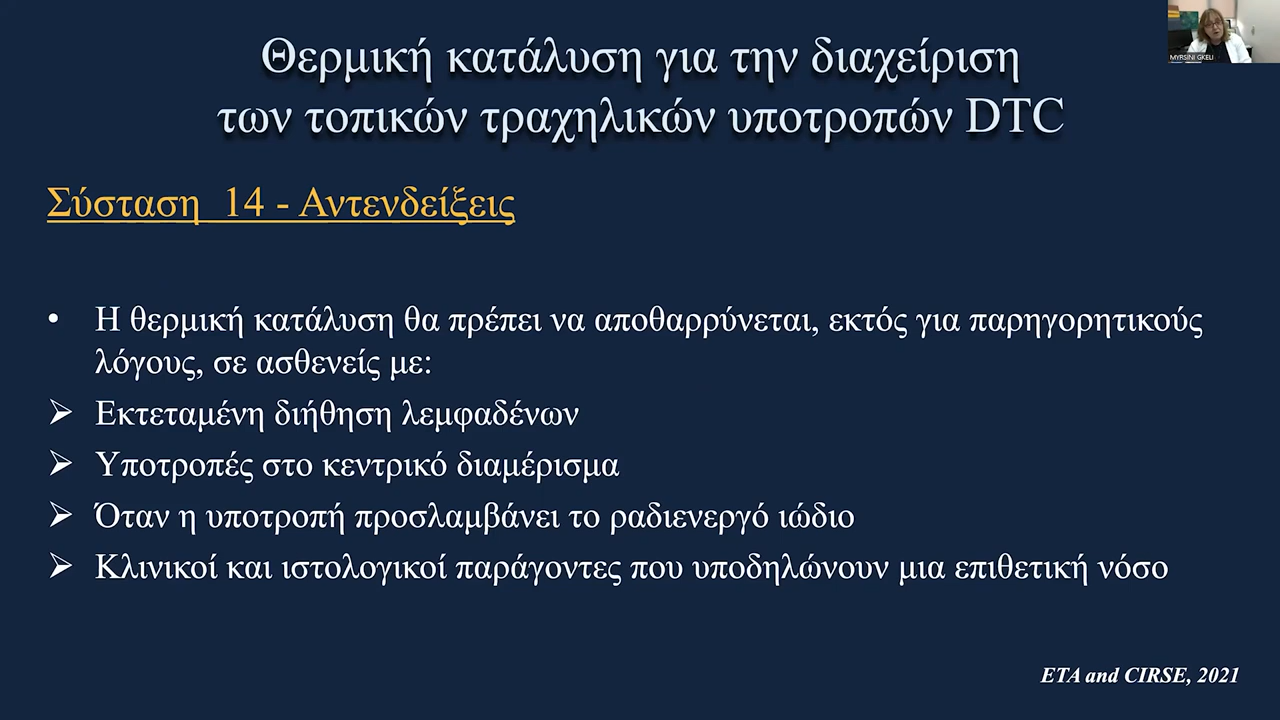 Θερμική κατάλυση για την διαχείριση
των τοπικών τραχηλικών υποτροπών DTC
MYRSINI GKELI
Σύσταση 14 - Αντενδείξεις
• Η θερμική κατάλυση θα πρέπει να αποθαρρύνεται, εκτός για παρηγορητικούς
λόγους, σε ασθενείς με:
➢ Εκτεταμένη διήθηση λεμφαδένων
➢ Υποτροπές στο κεντρικό διαμέρισμα
➢ Όταν η υποτροπή προσλαμβάνει το ραδιενεργό ιώδιο
➢ Κλινικοί και ιστολογικοί παράγοντες που υποδηλώνουν μια επιθετική νόσο
ETA and CIRSE, 2021